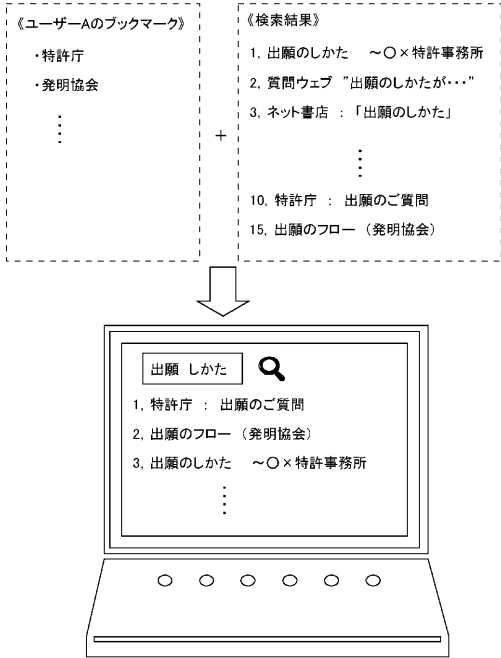 《ユーザーAのブックマーク》
・特許庁
・発明協会
+
《検索結果》
1, 出願のしかた ～○×特許事務所
2, 質問ウェブ ”出願のしかたが・・・”
3, ネット書店 : 「出願のしかた」
10, 特許庁 : 出願のご質問
15, 出願のフロー （発明協会）
出願 しかた
1, 特許庁 : 出願のご質問
2, 出願のフロー （発明協会）
3, 出願のしかた ～○×特許事務所